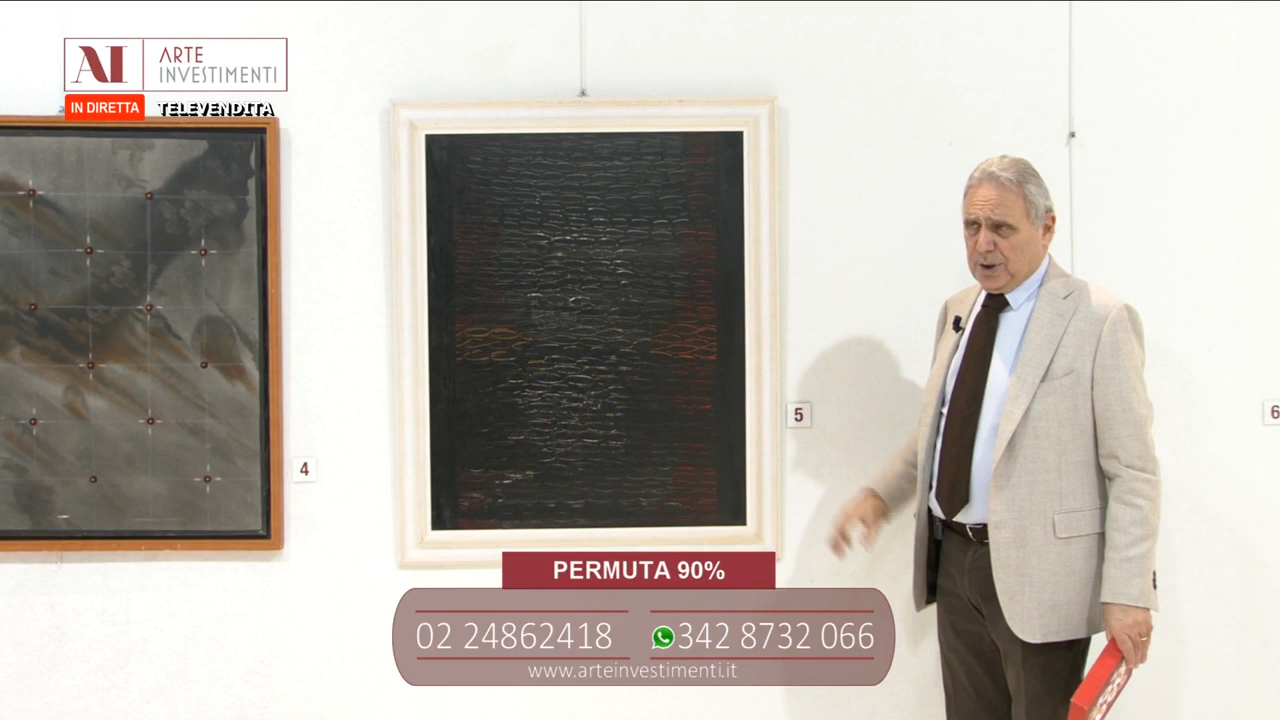 AI ARTE
INVESTIMENTI
IN DIRETTA TELEVENDITA
4
5
6
PERMUTA 90%
02 24862418 342 8732 066
www.arteinvestimenti.it